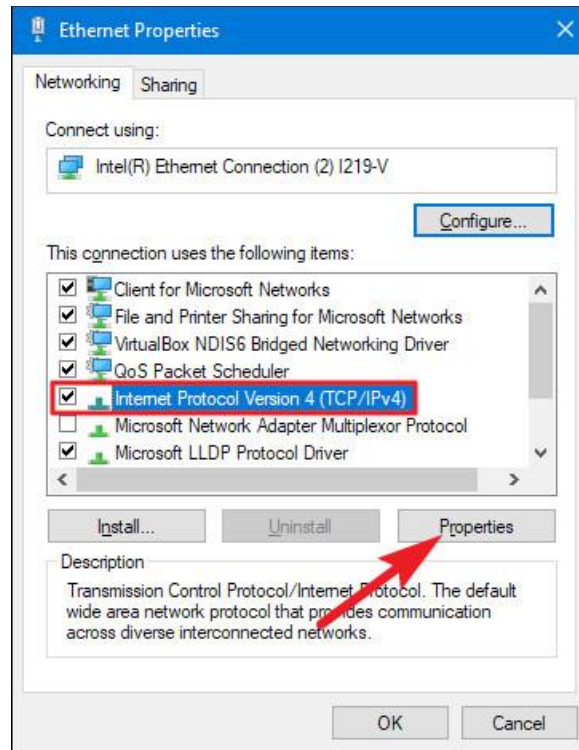 Ethernet Properties
Networking
Sharing
Connect using:
Intel(R) Ethernet Connection (2) I219-V
Configure...
This connection uses the following items:
Client for Microsoft Networks
File and Printer Sharing for Microsoft Networks
VirtualBox NDIS6 Bridged Networking Driver
QoS Packet Scheduler
Internet Protocol Version 4 (TCP/IPv4)
Microsoft Network Adapter Multiplexor Protocol
Microsoft LLDP Protocol Driver
Install...
Uninstall
Properties
Description
Transmission Control Protocol/Internet Protocol. The default
wide area network protocol that provides communication
across diverse interconnected networks.
OK
Cancel